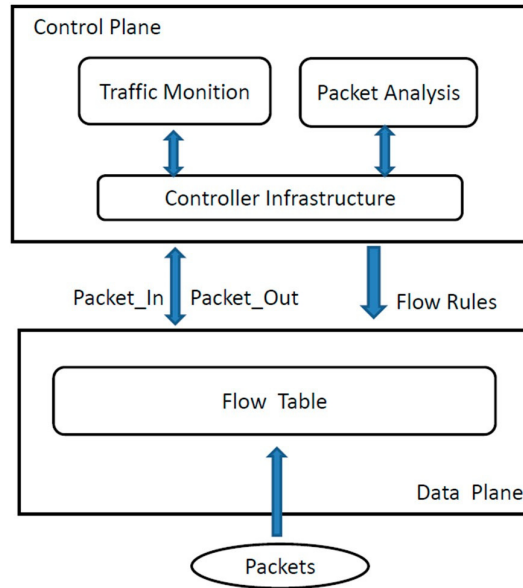 Control Plane
Traffic Monition
Packet Analysis
Controller Infrastructure
Packet_In
Packet_Out
Flow Rules
Flow Table
Data Plane
Packets